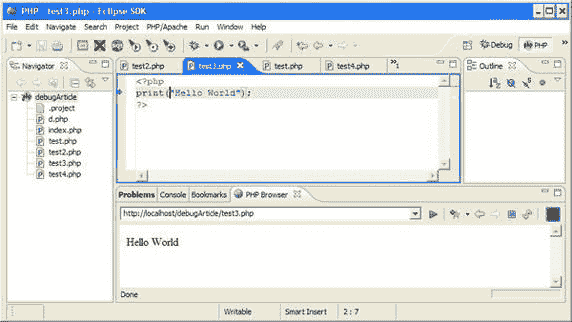 PHP - test3.php - Eclipse SDK
File Edit Navigate Search Project PHP/Apache Run Window Help
Debug PHP
Navigator
test2.php test3.php test.php test4.php »1
Outline
debugArticle
.project
d.php
index.php
test.php
test2.php
test3.php
test4.php
<?php
print("Hello World");
?>
Problems Console Bookmarks PHP Browser
http://localhost/debugArticle/test3.php
Hello World
Done
Writable Smart Insert 2 : 7